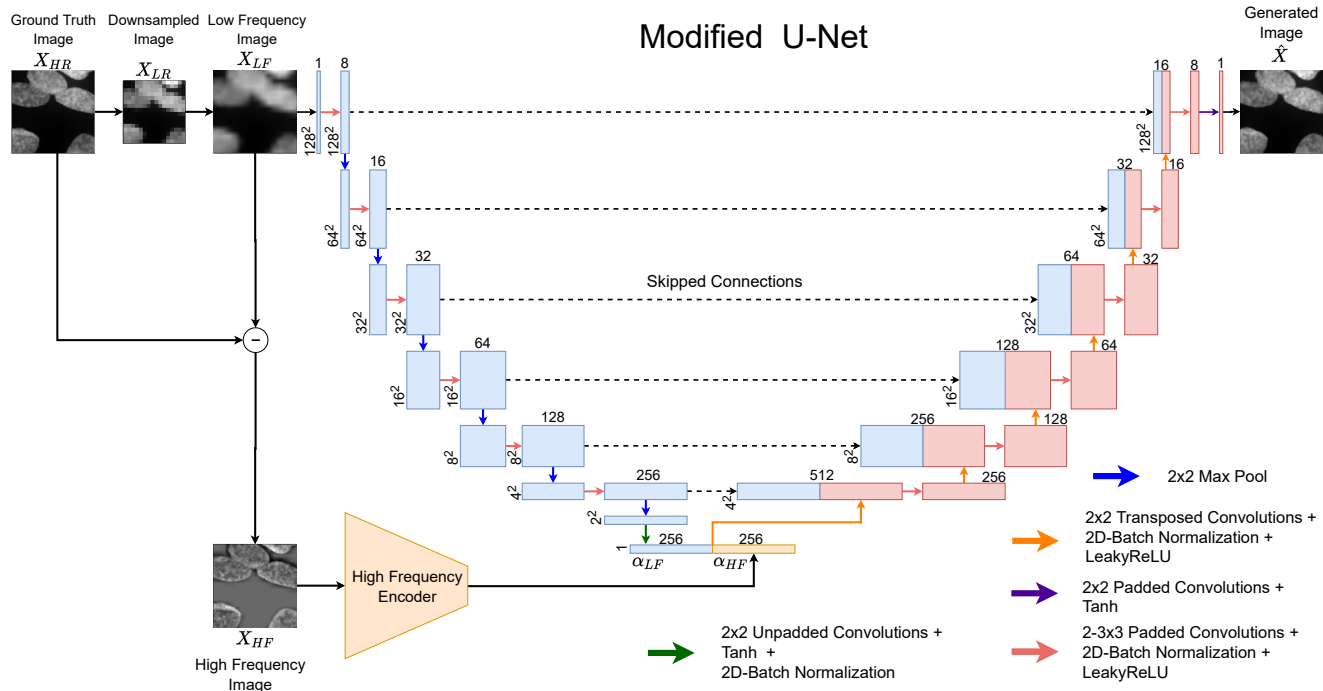 Modified U-Net
Ground Truth
Image
X_HR
Downsampled
Image
X_LR
Low Frequency
Image
X_LF
Generated
Image
X̂
1
8
128²
128²
16
8
1
128²
16
64²
64²
32
16
64²
32
32²
32²
Skipped Connections
64
32
32²
64
16²
16²
128
64
16²
128
8²
8²
256
128
8²
256
4²
512
256
4²
2²
256
256
1
α_LF
α_HF
−
High Frequency
Encoder
X_HF
High Frequency
Image
2x2 Max Pool
2x2 Transposed Convolutions +
2D-Batch Normalization +
LeakyReLU
2x2 Padded Convolutions +
Tanh
2x2 Unpadded Convolutions +
Tanh +
2D-Batch Normalization
2-3x3 Padded Convolutions +
2D-Batch Normalization +
LeakyReLU